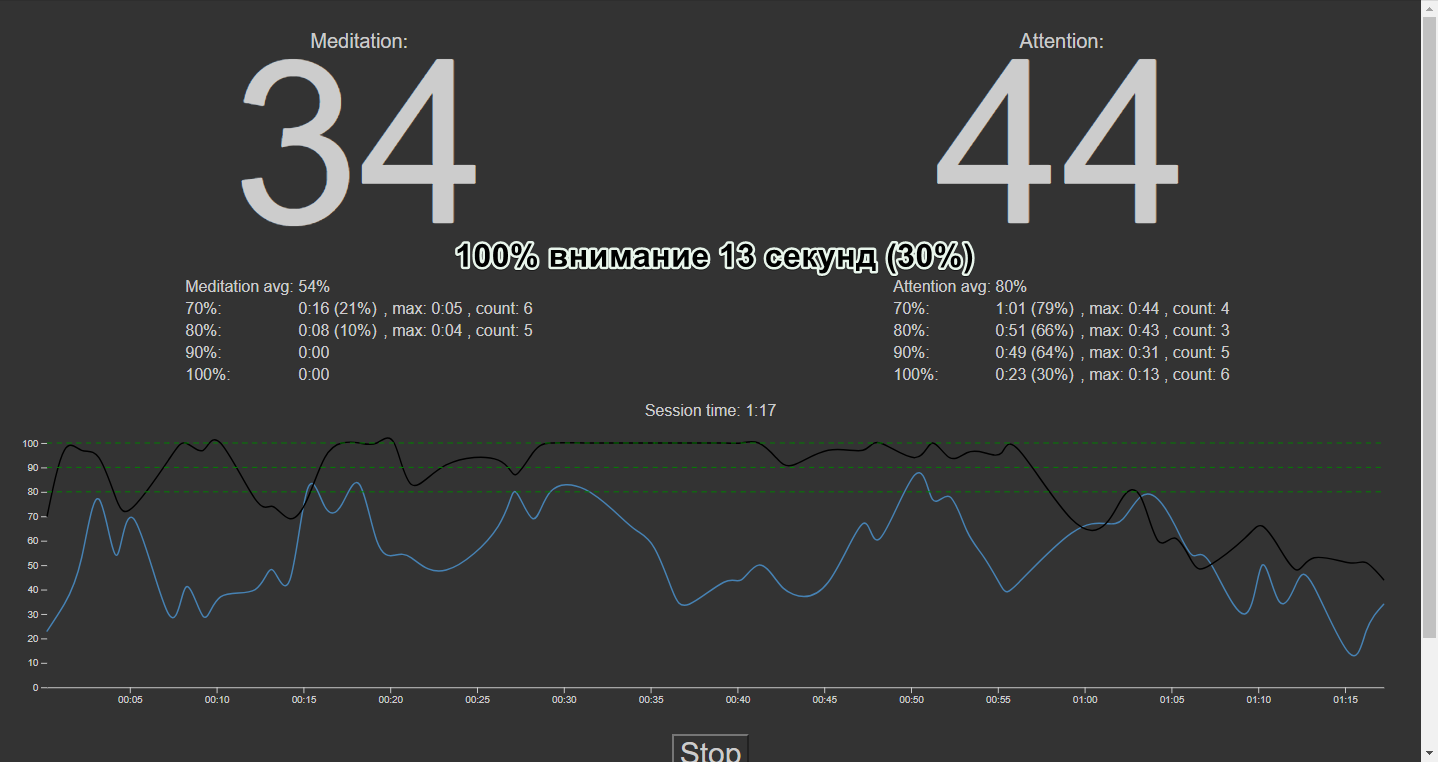 Meditation: Attention:
34 44
100% внимание 13 секунд (30%)
Meditation avg: 54% Attention avg: 80%
70%: 0:16 (21%) , max: 0:05 , count: 6 70%: 1:01 (79%) , max: 0:44 , count: 4
80%: 0:08 (10%) , max: 0:04 , count: 5 80%: 0:51 (66%) , max: 0:43 , count: 3
90%: 0:00 90%: 0:49 (64%) , max: 0:31 , count: 5
100%: 0:00 100%: 0:23 (30%) , max: 0:13 , count: 6
Session time: 1:17
100
90
80
70
60
50
40
30
20
10
0
00:05 00:10 00:15 00:20 00:25 00:30 00:35 00:40 00:45 00:50 00:55 01:00 01:05 01:10 01:15
Stop